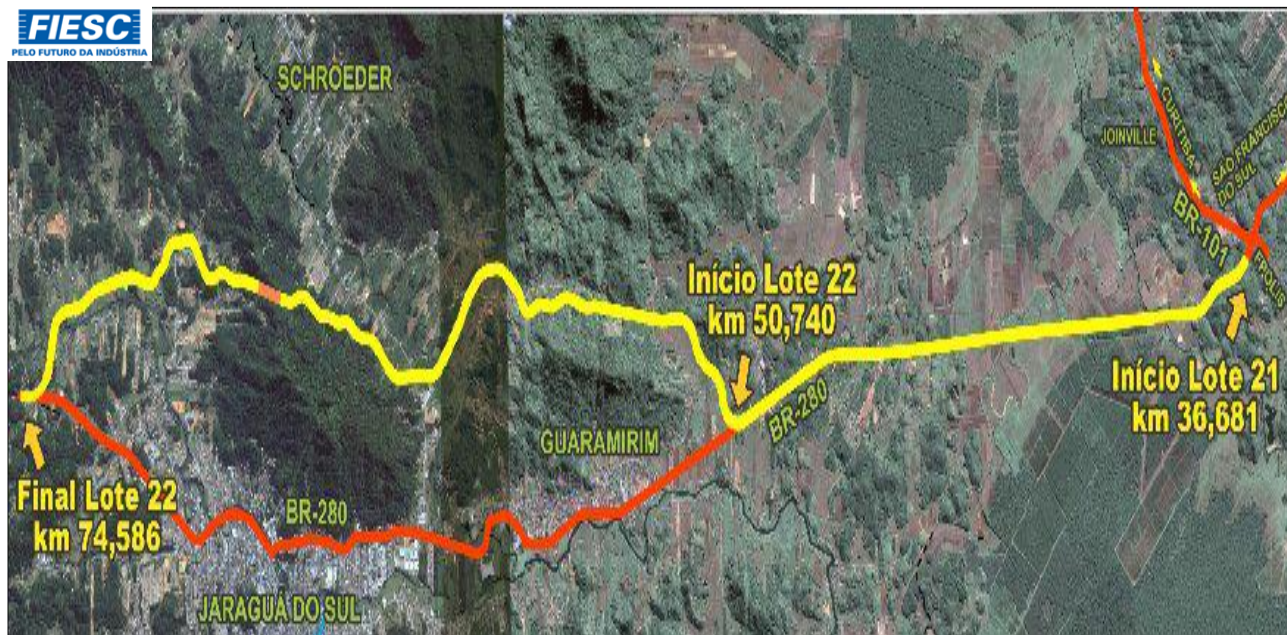 FIESC
PELO FUTURO DA INDÚSTRIA
SCHROEDER
CURITIBA
JOINVILLE
SÃO FRANCISCO
DO SUL
BR-101
Início Lote 22
km 50,740
Início Lote 21
km 36,681
BR-280
GUARAMIRIM
Final Lote 22
km 74,586
BR-280
JARAGUÁ DO SUL